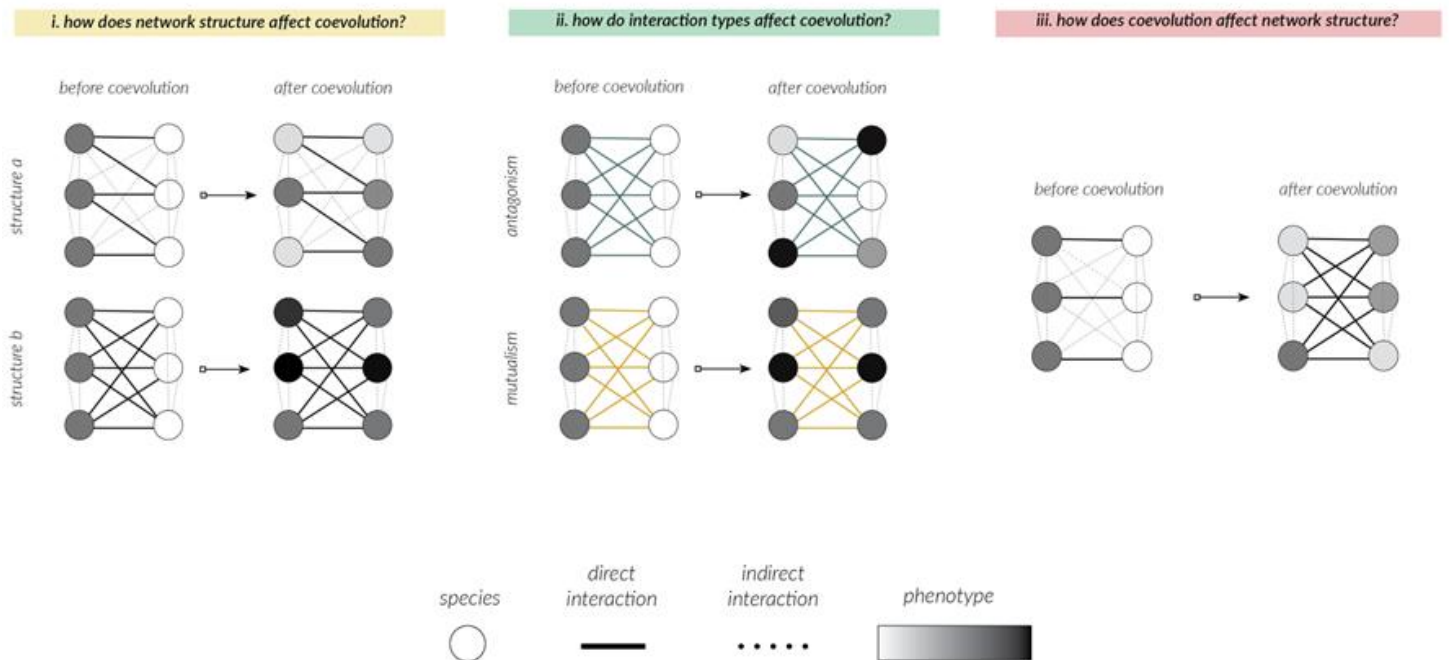 i. how does network structure affect coevolution?
ii. how do interaction types affect coevolution?
iii. how does coevolution affect network structure?
before coevolution
after coevolution
structure a
structure b
before coevolution
after coevolution
antagonism
mutualism
before coevolution
after coevolution
species
direct
interaction
indirect
interaction
phenotype